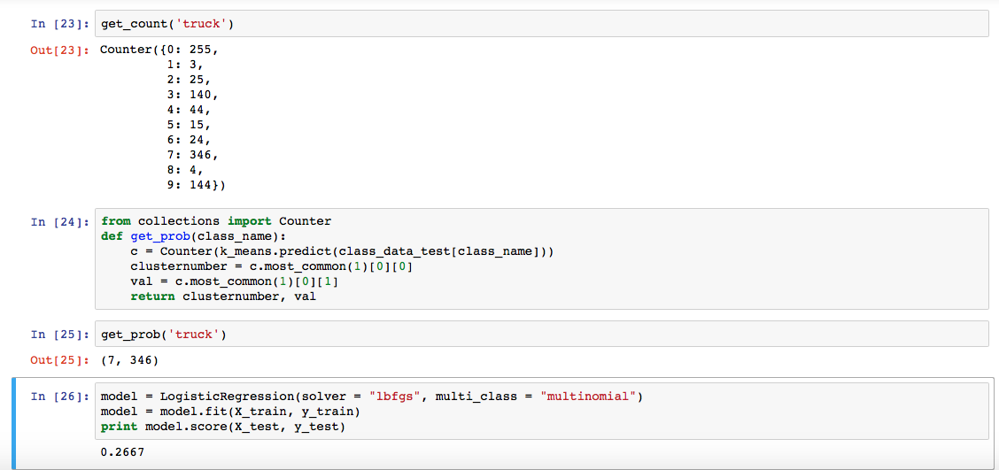 In [23]: get_count('truck')
Out[23]: Counter({0: 255,
1: 3,
2: 25,
3: 140,
4: 44,
5: 15,
6: 24,
7: 346,
8: 4,
9: 144})
In [24]: from collections import Counter
def get_prob(class_name):
c = Counter(k_means.predict(class_data_test[class_name]))
clusternumber = c.most_common(1)[0][0]
val = c.most_common(1)[0][1]
return clusternumber, val
In [25]: get_prob('truck')
Out[25]: (7, 346)
In [26]: model = LogisticRegression(solver = "lbfgs", multi_class = "multinomial")
model = model.fit(X_train, y_train)
print model.score(X_test, y_test)
0.2667